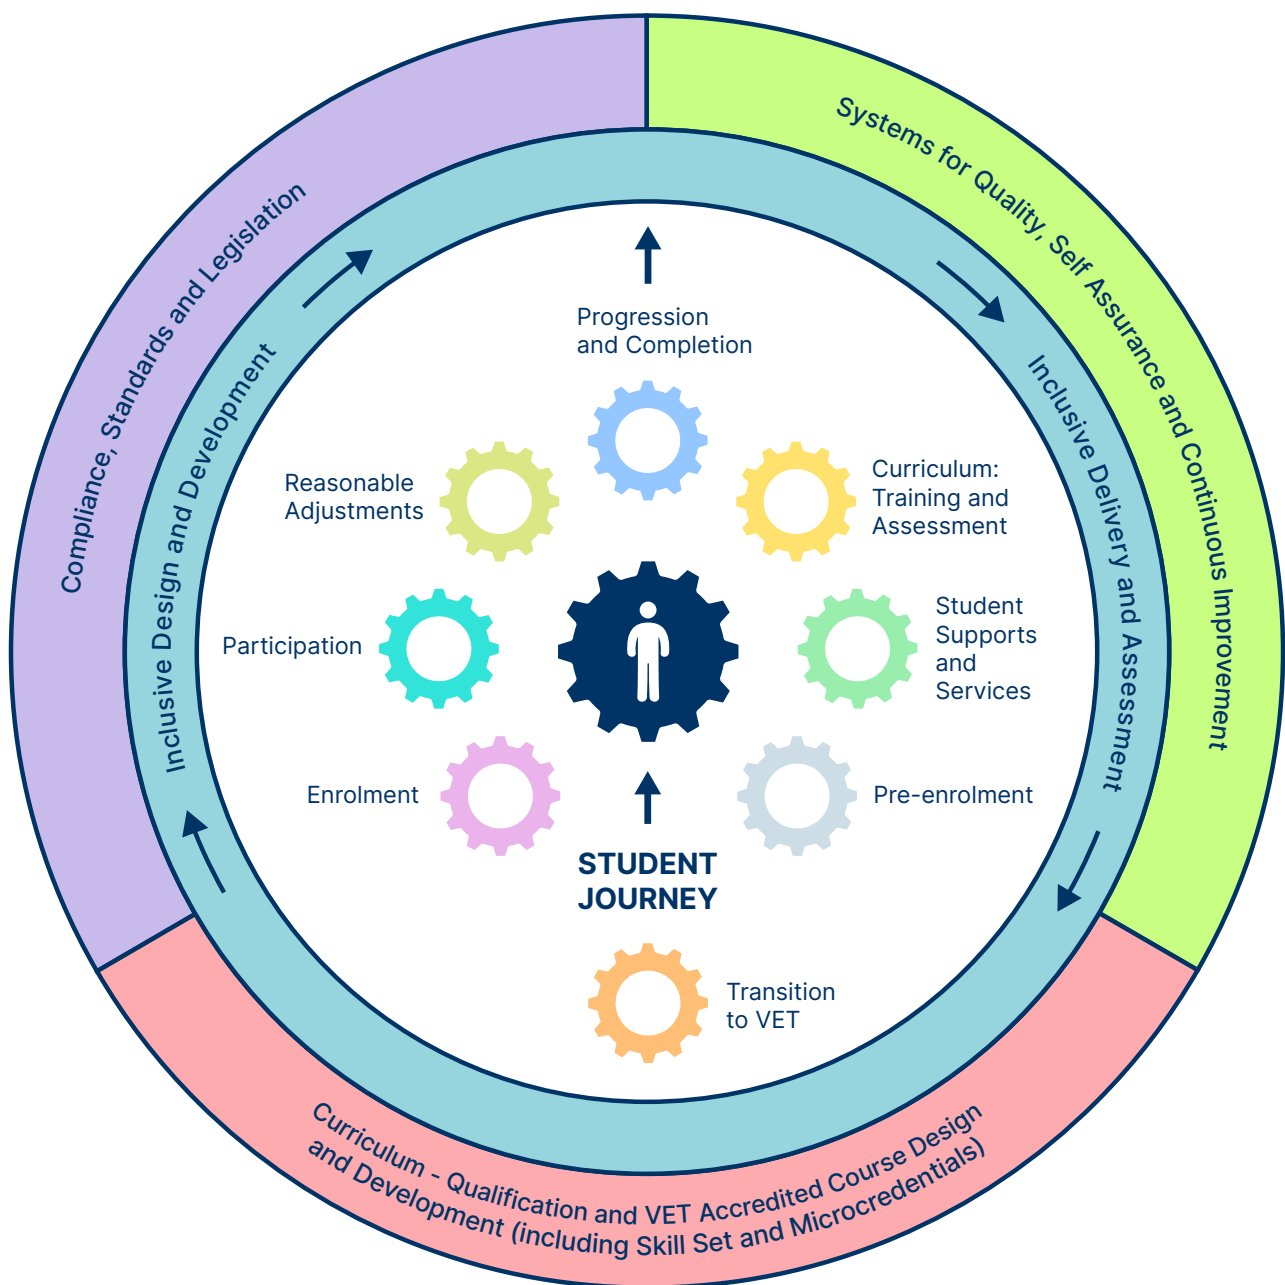 Compliance, Standards and Legislation
Systems for Quality, Self Assurance and Continuous Improvement
Inclusive Design and Development
Inclusive Delivery and Assessment
Progression
and Completion
Reasonable
Adjustments
Curriculum:
Training and
Assessment
Participation
Student
Supports
and
Services
Enrolment
Pre-enrolment
STUDENT
JOURNEY
Transition
to VET
Curriculum - Qualification and VET Accredited Course Design
and Development (including Skill Set and Microcredentials)